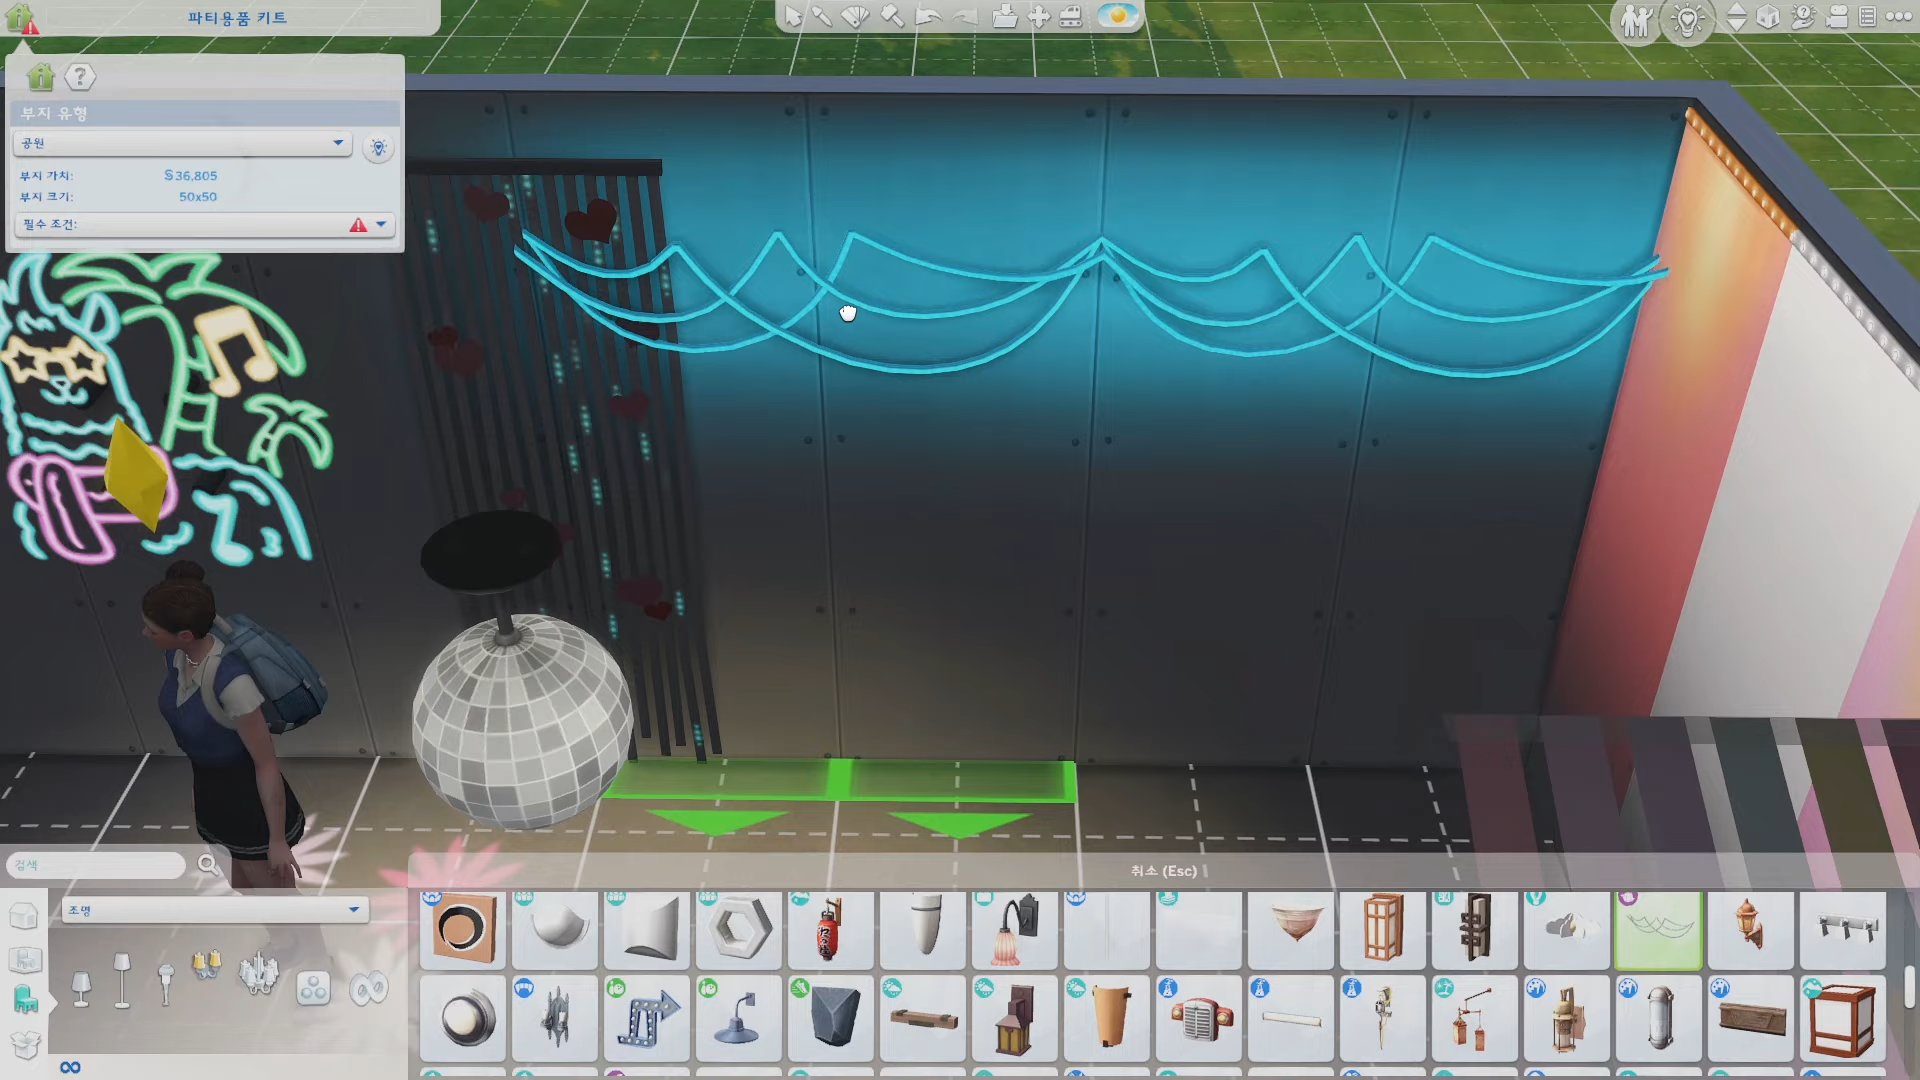 파티용품 키트
부지 유형
공원
부지 가치: §36,805
부지 크기: 50x50
필수 조건:
검색
취소 (Esc)
조명